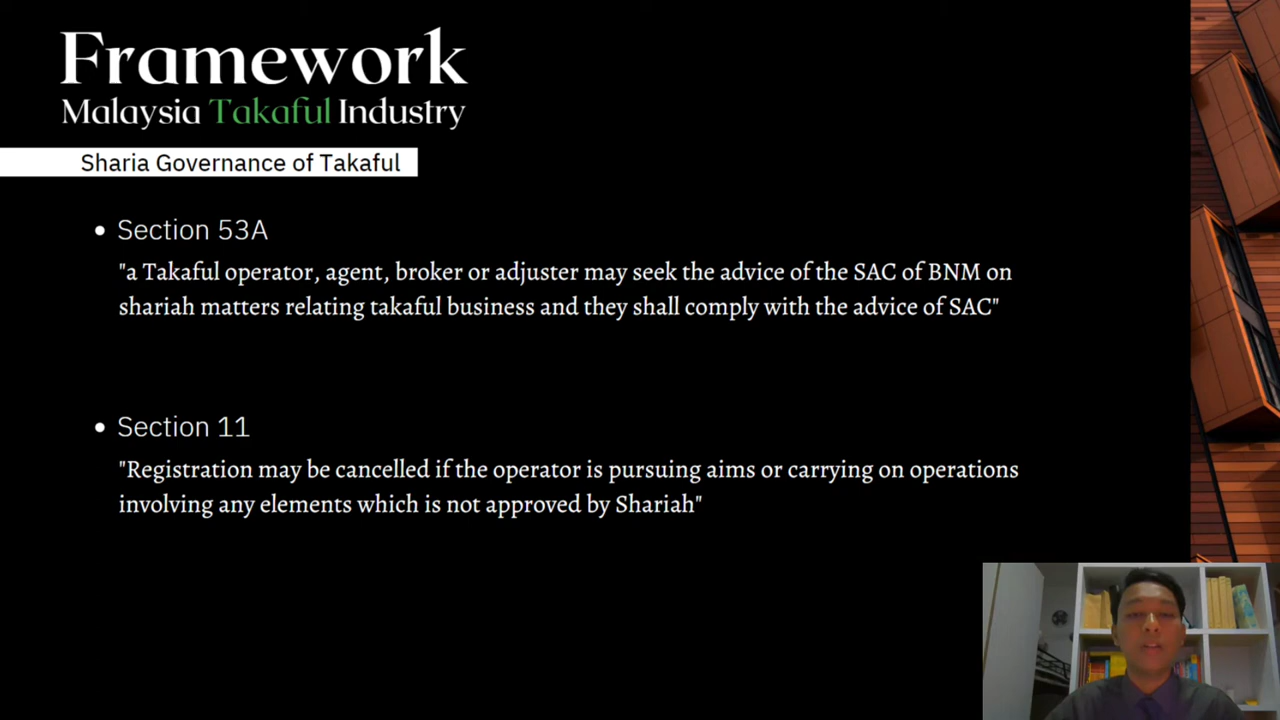 Framework
Malaysia Takaful Industry
Sharia Governance of Takaful
• Section 53A
"a Takaful operator, agent, broker or adjuster may seek the advice of the SAC of BNM on
shariah matters relating takaful business and they shall comply with the advice of SAC"
• Section 11
"Registration may be cancelled if the operator is pursuing aims or carrying on operations
involving any elements which is not approved by Shariah"